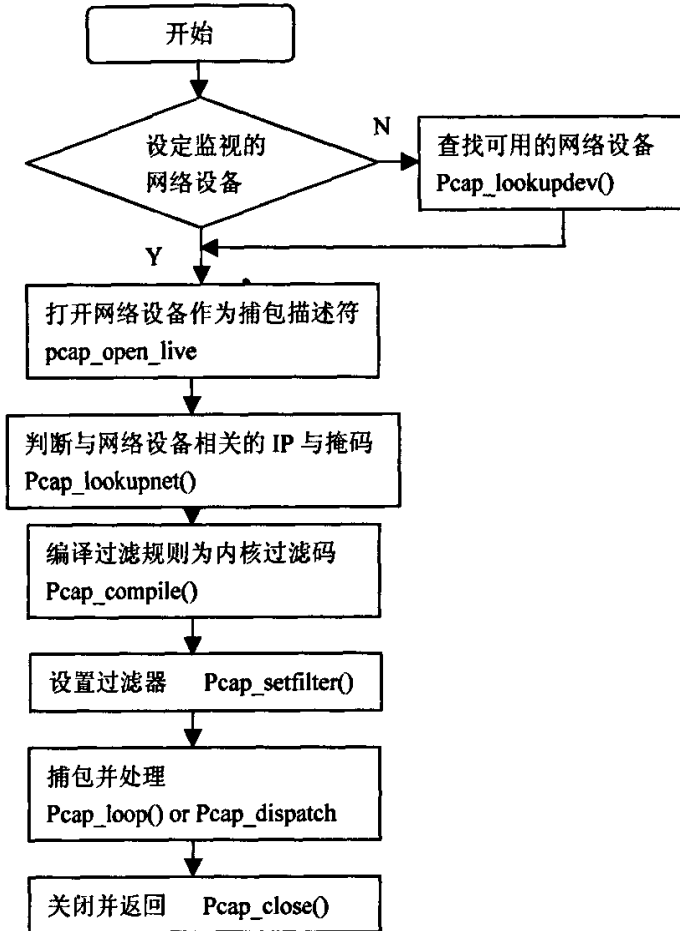 开始
设定监视的
网络设备
N
查找可用的网络设备
Pcap_lookupdev()
Y
打开网络设备作为捕包描述符
pcap_open_live
判断与网络设备相关的 IP 与掩码
Pcap_lookupnet()
编译过滤规则为内核过滤码
Pcap_compile()
设置过滤器 Pcap_setfilter()
捕包并处理
Pcap_loop() or Pcap_dispatch
关闭并返回 Pcap_close()